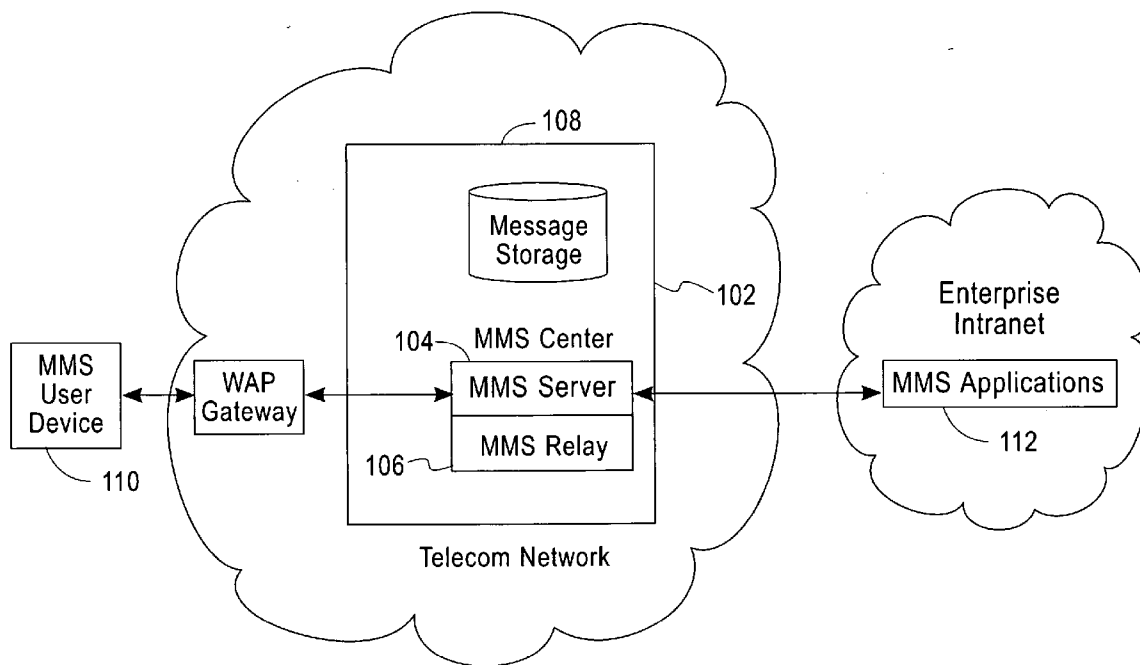 108
Message
Storage
102
MMS Center
104
MMS Server
MMS Relay
106
Telecom Network
MMS
User
Device
110
WAP
Gateway
Enterprise
Intranet
MMS Applications
112